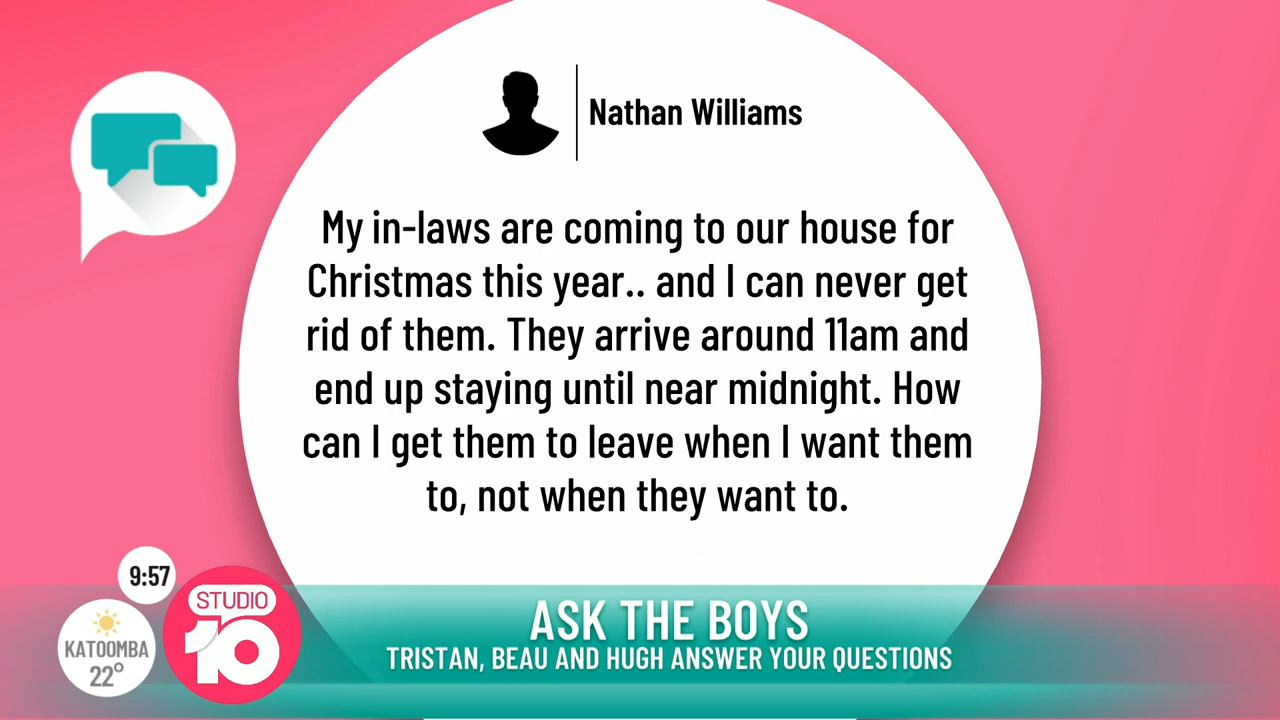 Nathan Williams
My in-laws are coming to our house for
Christmas this year.. and I can never get
rid of them. They arrive around 11am and
end up staying until near midnight. How
can I get them to leave when I want them
to, not when they want to.
9:57
STUDIO
10
KATOOMBA
22°
ASK THE BOYS
TRISTAN, BEAU AND HUGH ANSWER YOUR QUESTIONS